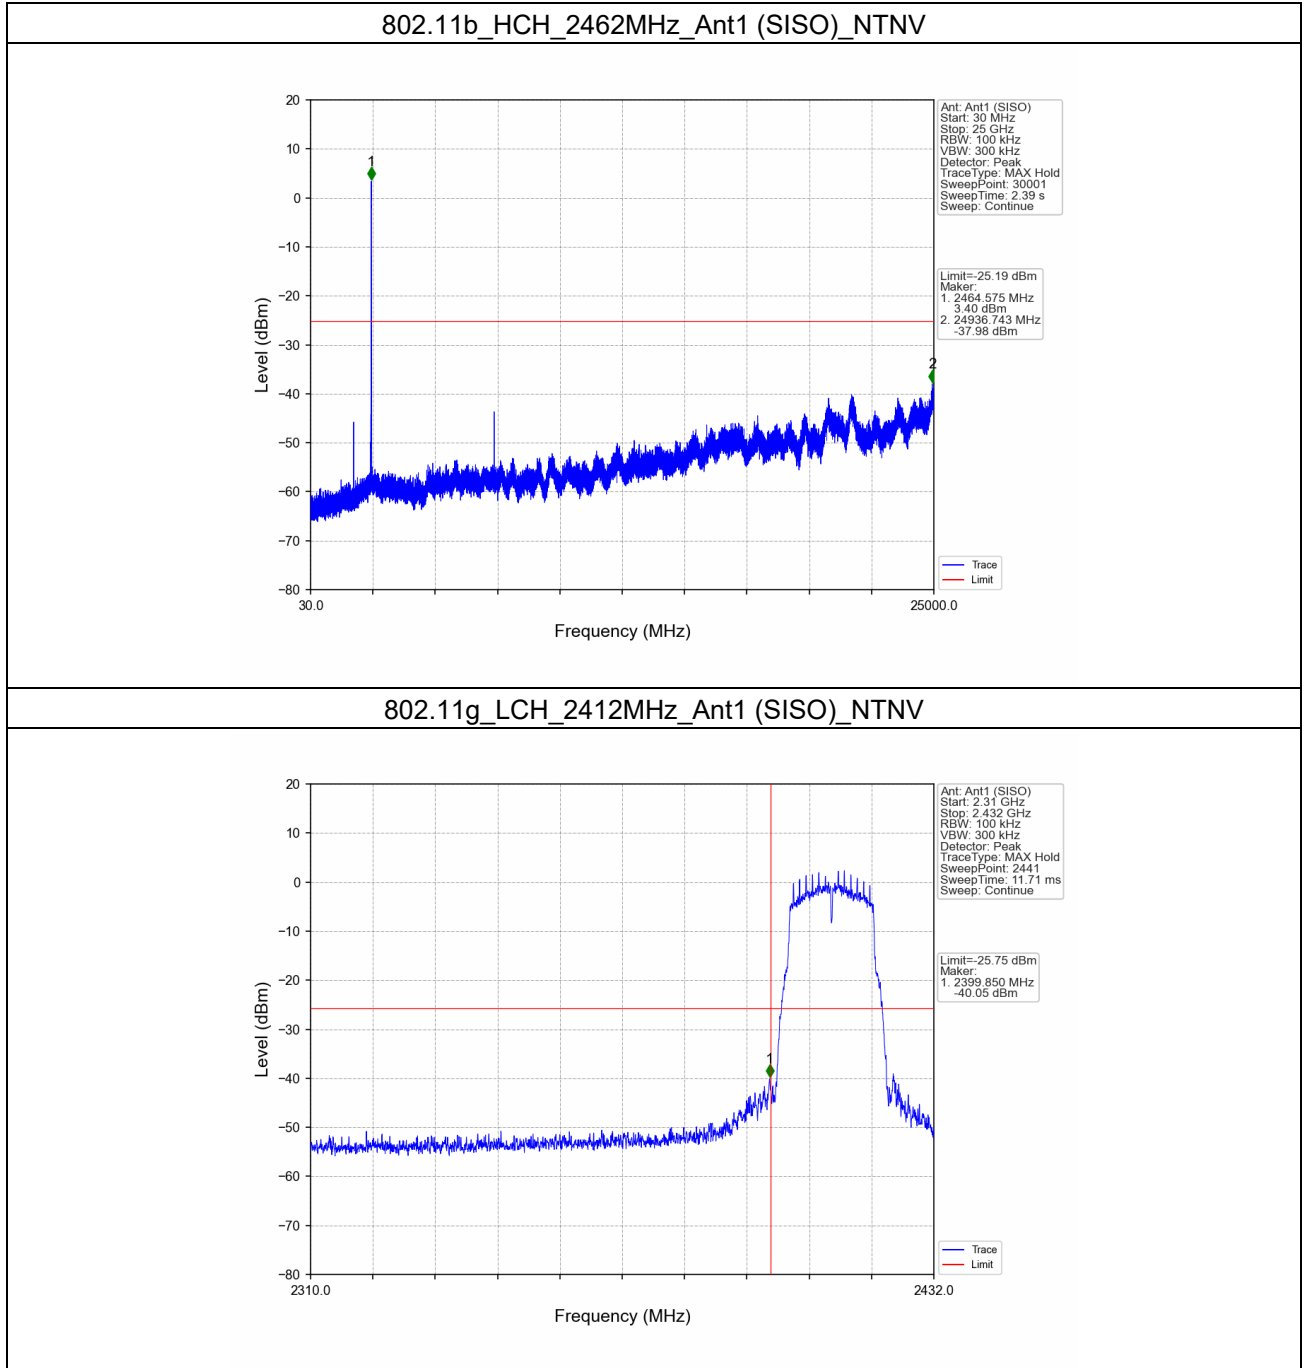 802.11b_HCH_2462MHz_Ant1 (SISO)_NTNV
20
10
0
−10
−20
−30
−40
−50
−60
−70
−80
Level (dBm)
1
2
30.0
25000.0
Frequency (MHz)
Ant: Ant1 (SISO)
Start: 30 MHz
Stop: 25 GHz
RBW: 100 kHz
VBW: 300 kHz
Detector: Peak
TraceType: MAX Hold
SweepPoint: 30001
SweepTime: 2.39 s
Sweep: Continue
Limit=-25.19 dBm
Maker:
1. 2464.575 MHz
3.40 dBm
2. 24936.743 MHz
-37.98 dBm
Trace
Limit
802.11g_LCH_2412MHz_Ant1 (SISO)_NTNV
20
10
0
−10
−20
−30
−40
−50
−60
−70
−80
Level (dBm)
1
2310.0
2432.0
Frequency (MHz)
Ant: Ant1 (SISO)
Start: 2.31 GHz
Stop: 2.432 GHz
RBW: 100 kHz
VBW: 300 kHz
Detector: Peak
TraceType: MAX Hold
SweepPoint: 2441
SweepTime: 11.71 ms
Sweep: Continue
Limit=-25.75 dBm
Maker:
1. 2399.850 MHz
-40.05 dBm
Trace
Limit